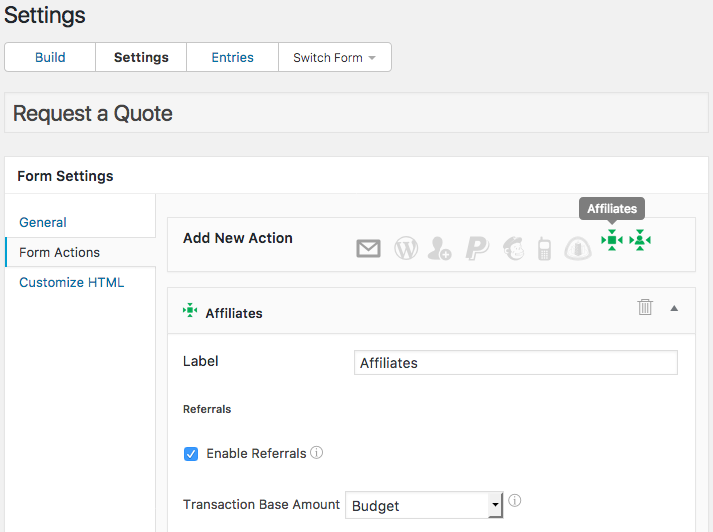 Settings
Build Settings Entries Switch Form
Request a Quote
Form Settings
Affiliates
General
Add New Action
Form Actions
Customize HTML
Affiliates
Label Affiliates
Referrals
Enable Referrals
Transaction Base Amount Budget